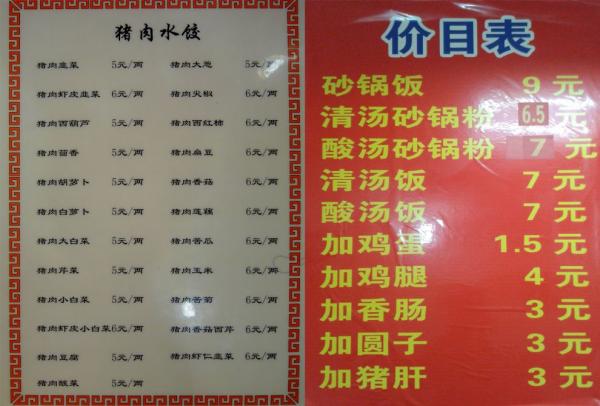 猪肉水饺
猪肉韭菜 5元/两 猪肉大葱 5元/两
猪肉虾皮韭菜 6元/两 猪肉尖椒 6元/两
猪肉西葫芦 5元/两 猪肉西红柿 6元/两
猪肉茴香 5元/两 猪肉扁豆 6元/两
猪肉胡萝卜 5元/两 猪肉香菇 6元/两
猪肉白萝卜 5元/两 猪肉莲藕 6元/两
猪肉大白菜 5元/两 猪肉苦瓜 6元/两
猪肉芹菜 5元/两 猪肉玉米 6元/两
猪肉小白菜 5元/两 猪肉苦菊 6元/两
猪肉虾皮小白菜 6元/两 猪肉香菇西芹 6元/两
猪肉豆腐 5元/两 猪肉虾仁韭菜 6元/两
猪肉酸菜 5元/两
价目表
砂锅饭 9元
清汤砂锅粉 6.5元
酸汤砂锅粉 7元
清汤饭 7元
酸汤饭 7元
加鸡蛋 1.5元
加鸡腿 4元
加香肠 3元
加圆子 3元
加猪肝 3元